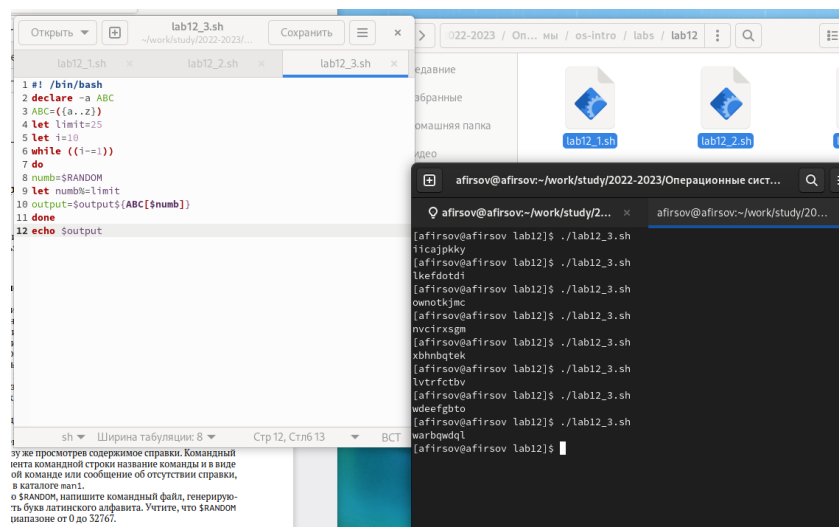 Открыть
lab12_3.sh
~/work/study/2022-2023/...
Сохранить
lab12_1.sh
lab12_2.sh
lab12_3.sh
1 #! /bin/bash
2 declare -a ABC
3 ABC=({a..z})
4 let limit=25
5 let i=10
6 while ((i-=1))
7 do
8 numb=$RANDOM
9 let numb%=limit
10 output=$output${ABC[$numb]}
11 done
12 echo $output
sh
Ширина табуляции: 8
Стр 12, Стлб 13
ВСТ
022-2023 / Оп... мы / os-intro / labs / lab12
едавние
збранные
омашняя папка
идео
lab12_1.sh
lab12_2.sh
afirsov@afirsov:~/work/study/2022-2023/Операционные сист...
afirsov@afirsov:~/work/study/2...
afirsov@afirsov:~/work/study/20...
[afirsov@afirsov lab12]$ ./lab12_3.sh
iicajpkky
[afirsov@afirsov lab12]$ ./lab12_3.sh
lkefdotdi
[afirsov@afirsov lab12]$ ./lab12_3.sh
ownotkjmc
[afirsov@afirsov lab12]$ ./lab12_3.sh
nvcirxsgm
[afirsov@afirsov lab12]$ ./lab12_3.sh
xbhnbqtek
[afirsov@afirsov lab12]$ ./lab12_3.sh
lvtrfctbv
[afirsov@afirsov lab12]$ ./lab12_3.sh
wdeefgbto
[afirsov@afirsov lab12]$ ./lab12_3.sh
warbqwdql
[afirsov@afirsov lab12]$
зу же просмотрев содержимое справки. Командный
мента командной строки название команды и в виде
ой команде или сообщение об отсутствии справки,
в каталоге man1.
ю $RANDOM, напишите командный файл, генерирую-
ть букв латинского алфавита. Учтите, что $RANDOM
диапазоне от 0 до 32767.